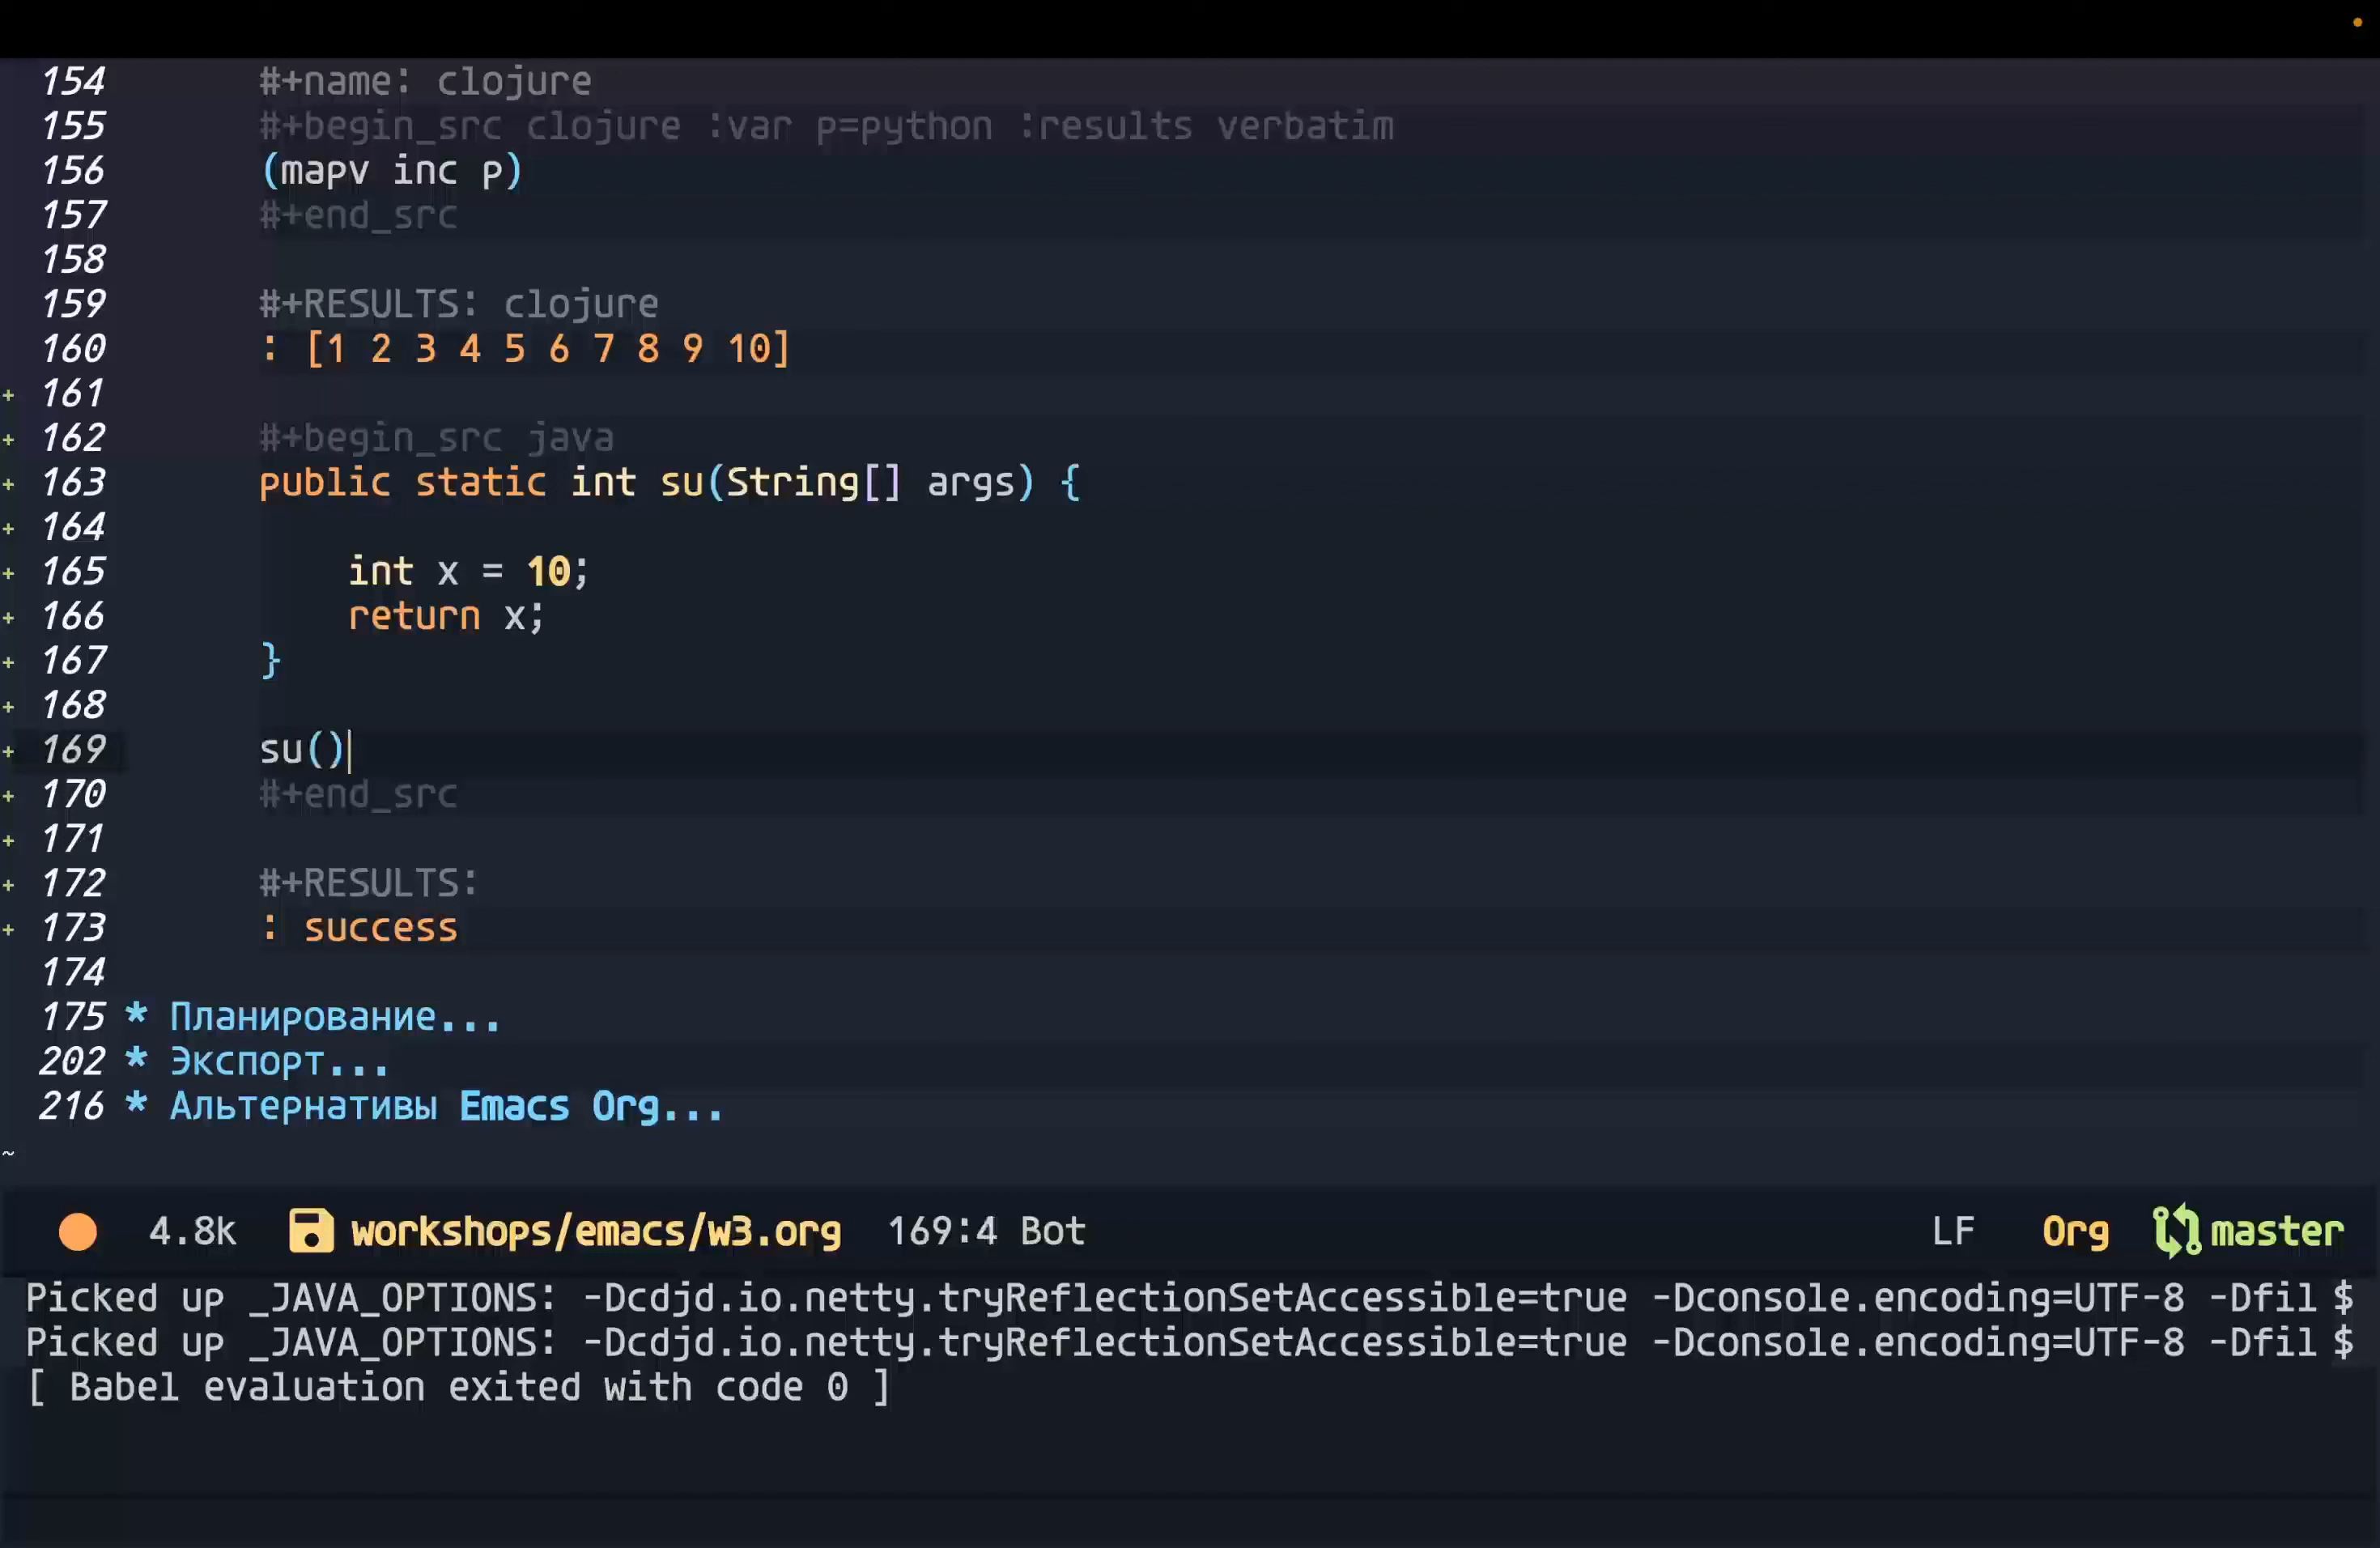 154 #+name: clojure
155 #+begin_src clojure :var p=python :results verbatim
156 (mapv inc p)
157 #+end_src
158
159 #+RESULTS: clojure
160 : [1 2 3 4 5 6 7 8 9 10]
+ 161
+ 162 #+begin_src java
+ 163 public static int su(String[] args) {
+ 164
+ 165 int x = 10;
+ 166 return x;
+ 167 }
+ 168
+ 169 su()
+ 170 #+end_src
+ 171
+ 172 #+RESULTS:
+ 173 : success
174
175 * Планирование...
202 * Экспорт...
216 * Альтернативы Emacs Org...
~
4.8k workshops/emacs/w3.org 169:4 Bot LF Org master
Picked up _JAVA_OPTIONS: -Dcdjd.io.netty.tryReflectionSetAccessible=true -Dconsole.encoding=UTF-8 -Dfil $
Picked up _JAVA_OPTIONS: -Dcdjd.io.netty.tryReflectionSetAccessible=true -Dconsole.encoding=UTF-8 -Dfil $
[ Babel evaluation exited with code 0 ]